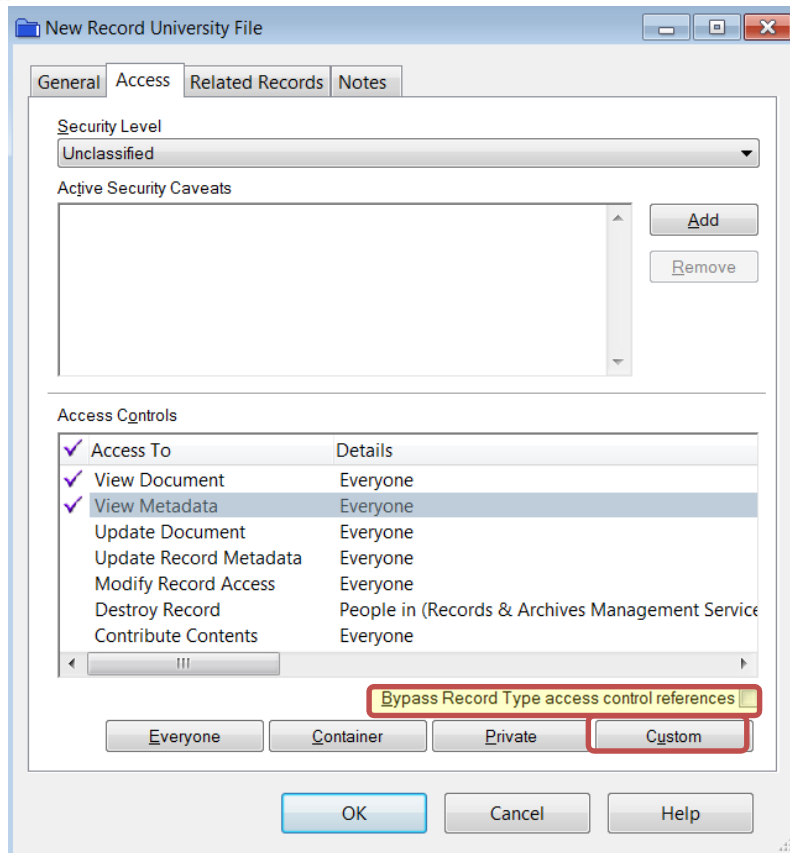 New Record University File
General Access Related Records Notes
Security Level
Unclassified
Active Security Caveats
Add
Remove
Access Controls
Access To Details
View Document Everyone
View Metadata Everyone
Update Document Everyone
Update Record Metadata Everyone
Modify Record Access Everyone
Destroy Record People in (Records & Archives Management Service
Contribute Contents Everyone
Bypass Record Type access control references
Everyone Container Private Custom
OK Cancel Help